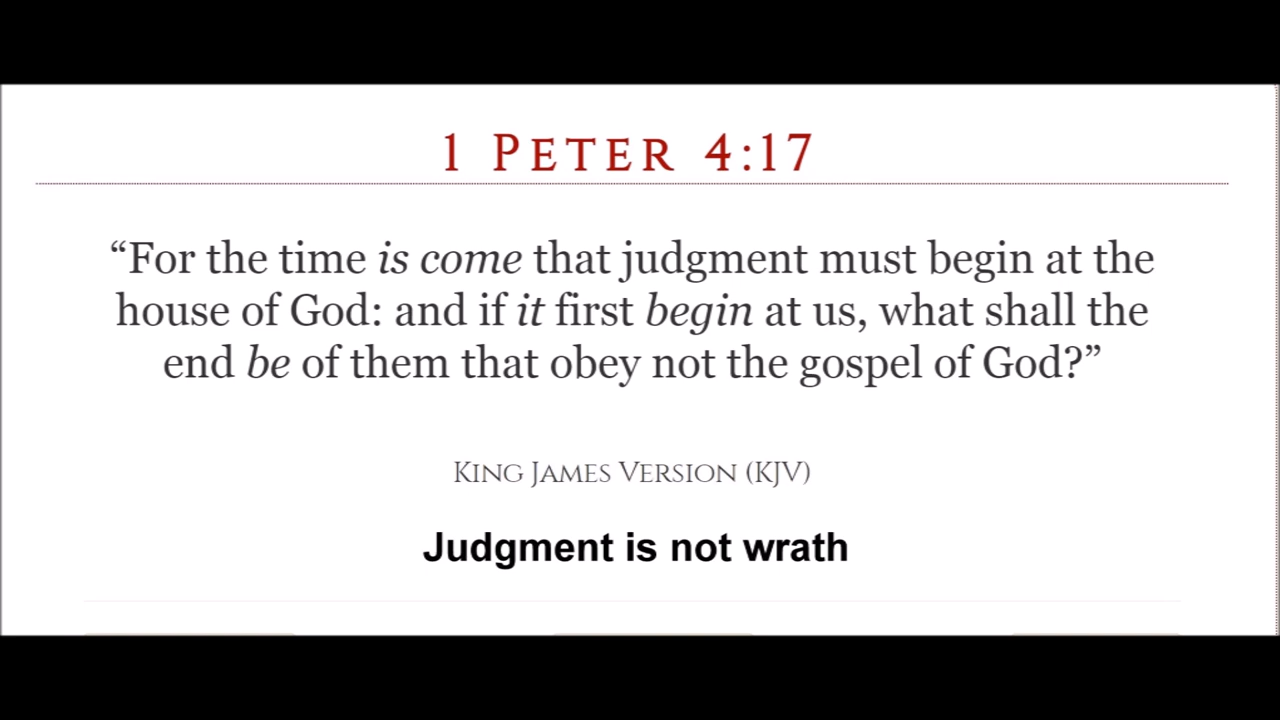 1 PETER 4:17
“For the time is come that judgment must begin at the
house of God: and if it first begin at us, what shall the
end be of them that obey not the gospel of God?”
KING JAMES VERSION (KJV)
Judgment is not wrath